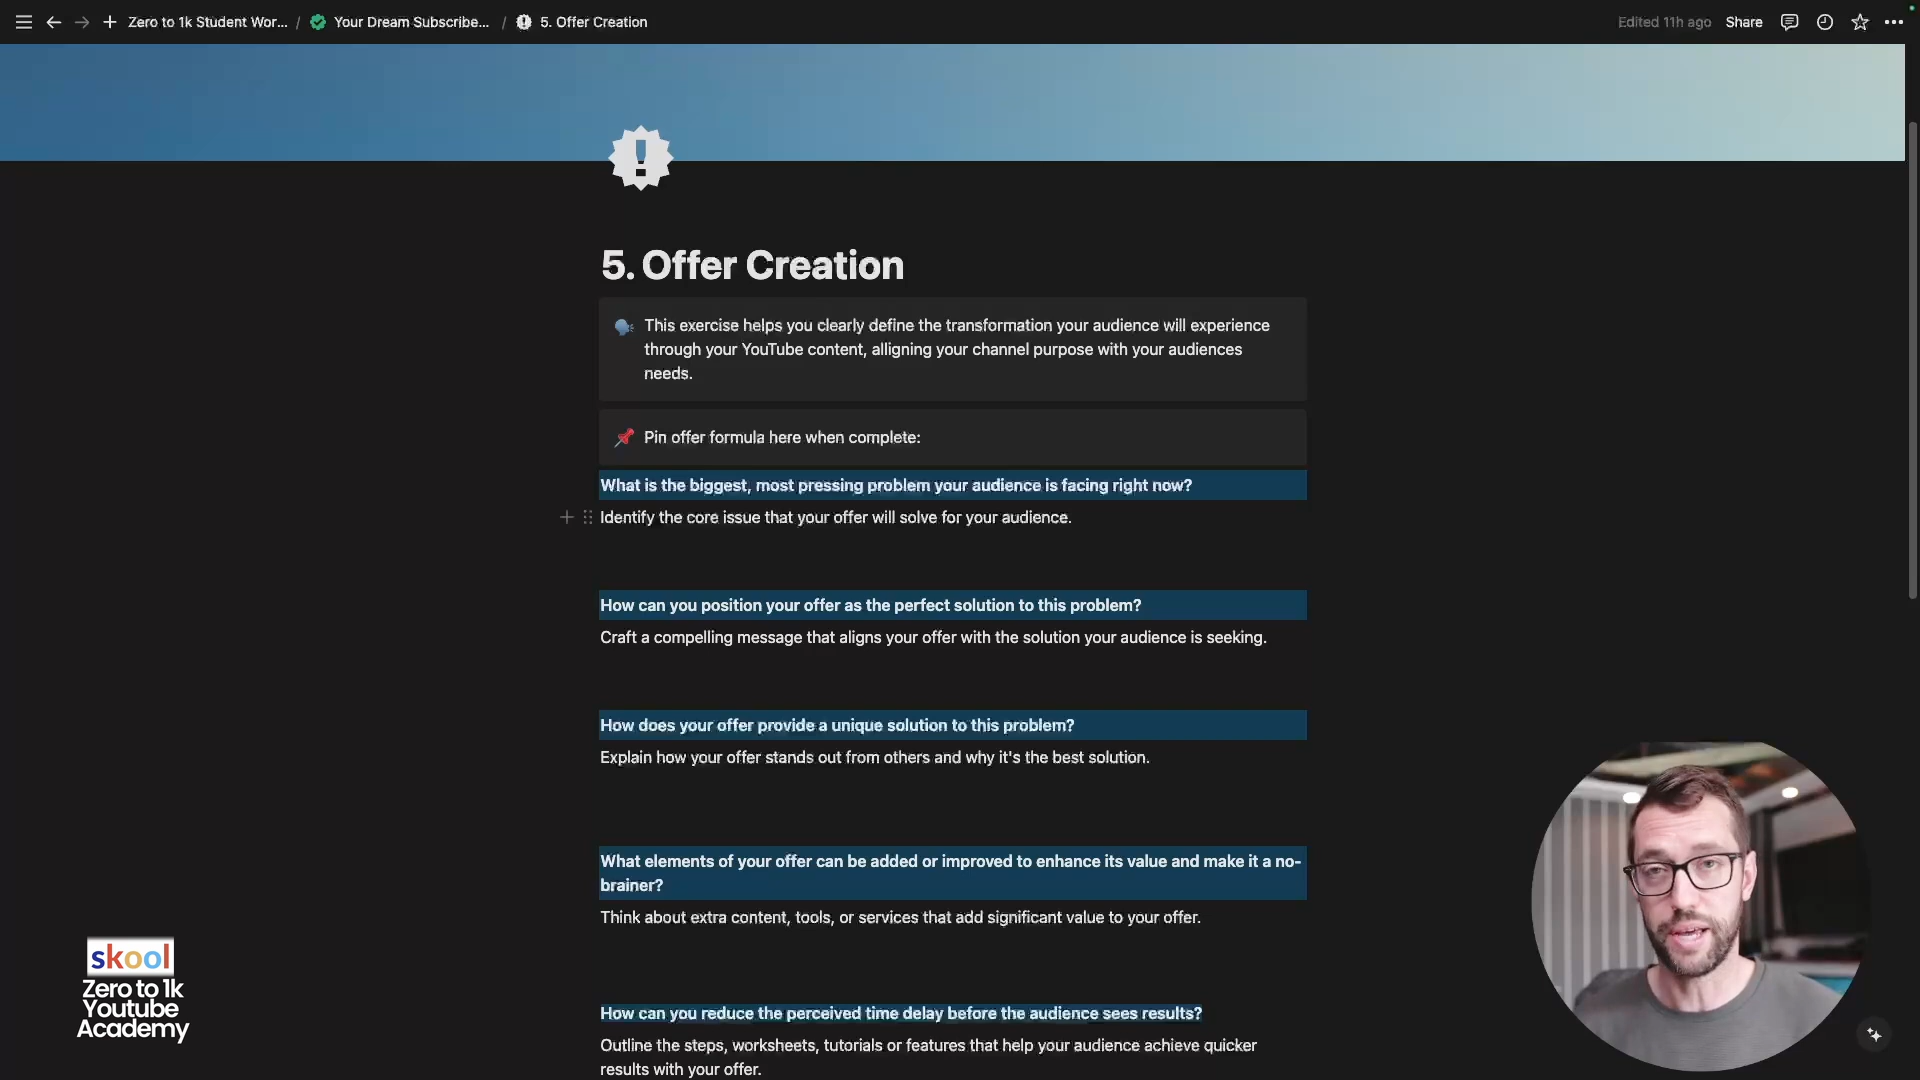 Zero to 1k Student Wor... / Your Dream Subscribe... / 5. Offer Creation
Edited 11h ago Share
5. Offer Creation
This exercise helps you clearly define the transformation your audience will experience
through your YouTube content, alligning your channel purpose with your audiences
needs.
Pin offer formula here when complete:
What is the biggest, most pressing problem your audience is facing right now?
Identify the core issue that your offer will solve for your audience.
How can you position your offer as the perfect solution to this problem?
Craft a compelling message that aligns your offer with the solution your audience is seeking.
How does your offer provide a unique solution to this problem?
Explain how your offer stands out from others and why it's the best solution.
What elements of your offer can be added or improved to enhance its value and make it a no-
brainer?
Think about extra content, tools, or services that add significant value to your offer.
How can you reduce the perceived time delay before the audience sees results?
Outline the steps, worksheets, tutorials or features that help your audience achieve quicker
results with your offer.
skool
Zero to 1k
Youtube
Academy